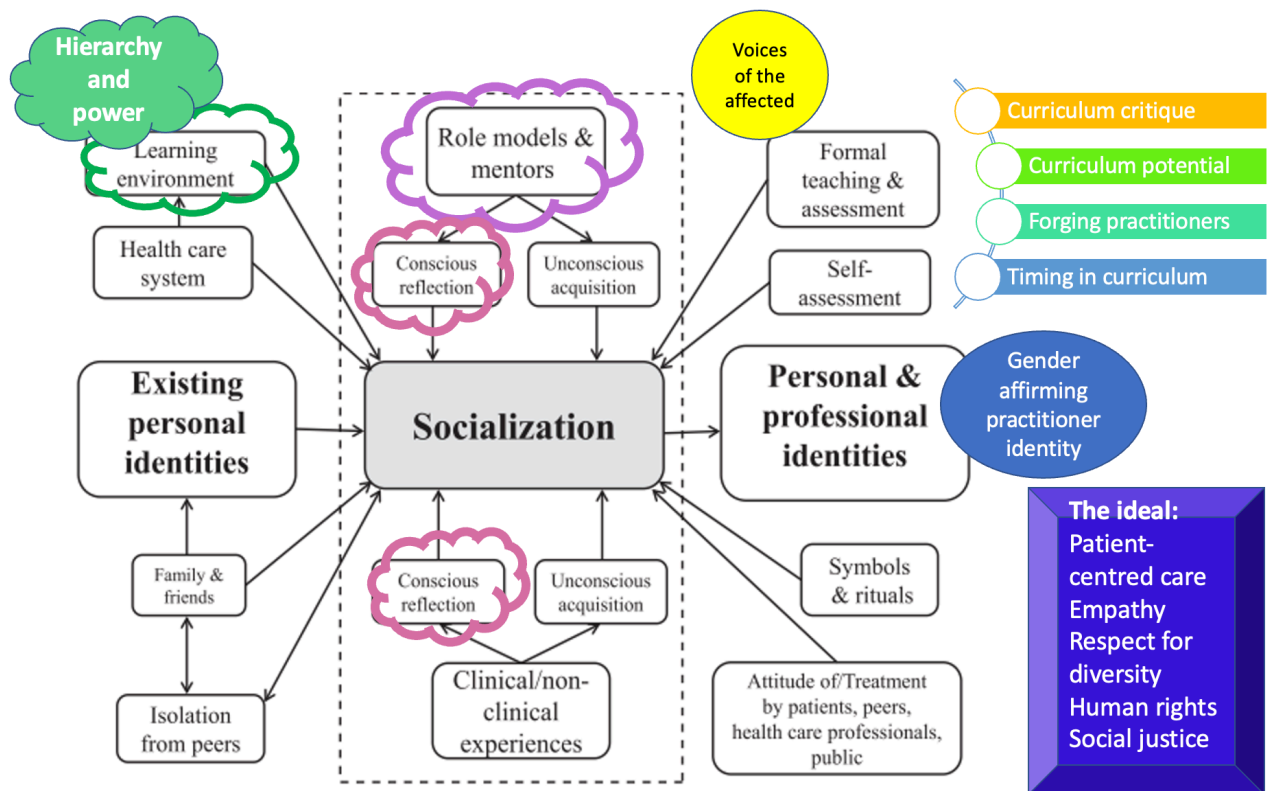 Hierarchy
and
power
Learning
environment
Health care
system
Role models &
mentors
Conscious
reflection
Unconscious
acquisition
Voices
of the
affected
Formal
teaching &
assessment
Self-
assessment
Curriculum critique
Curriculum potential
Forging practitioners
Timing in curriculum
Existing
personal
identities
Socialization
Personal &
professional
identities
Gender
affirming
practitioner
identity
Family &
friends
Isolation
from peers
Conscious
reflection
Unconscious
acquisition
Clinical/non-
clinical
experiences
Symbols
& rituals
Attitude of/Treatment
by patients, peers,
health care professionals,
public
The ideal:
Patient-
centred care
Empathy
Respect for
diversity
Human rights
Social justice